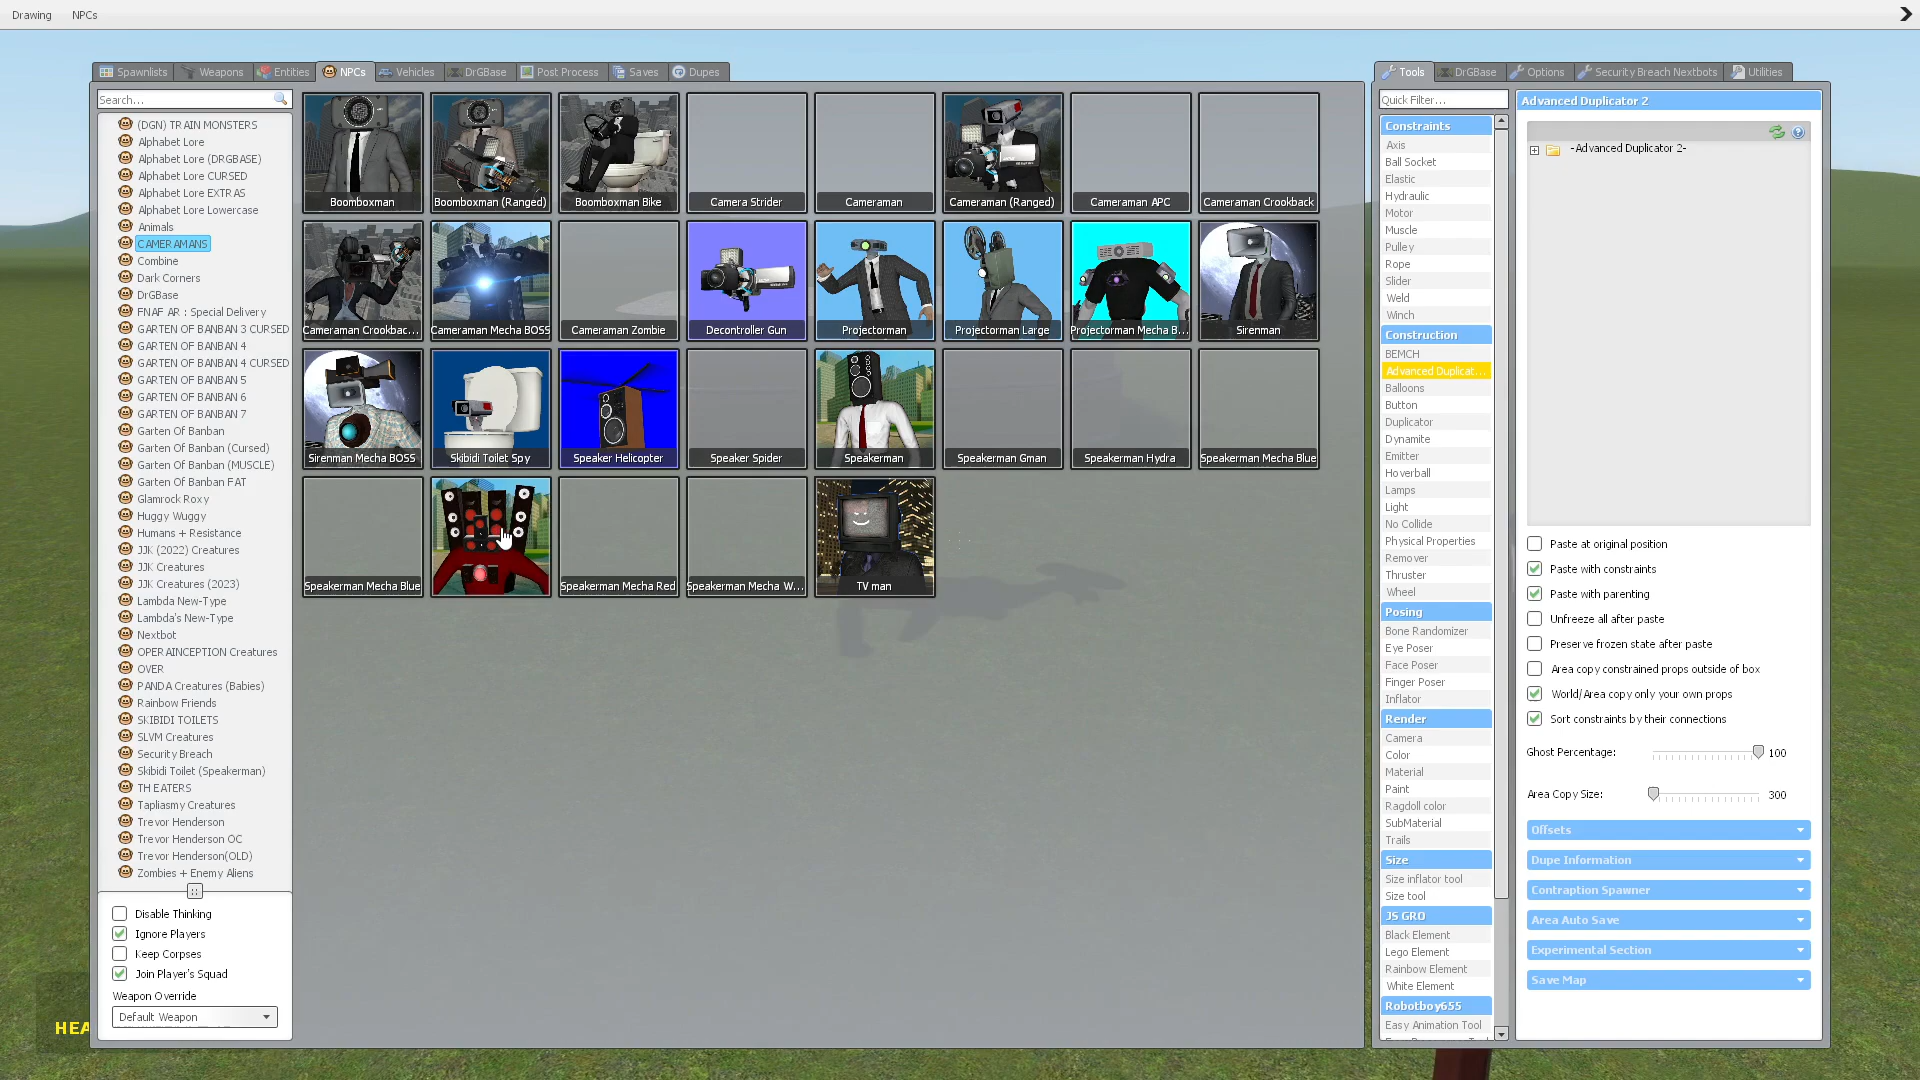 Drawing NPCs
Spawnlists Weapons Entities NPCs Vehicles DrGBase Post Process Saves Dupes
Search...
(DGN) TRAIN MONSTERS
Alphabet Lore
Alphabet Lore (DRGBASE)
Alphabet Lore CURSED
Alphabet Lore EXTRAS
Alphabet Lore Lowercase
Animals
CAMERAMANS
Combine
Dark Corners
DrGBase
FNAF AR : Special Delivery
GARTEN OF BANBAN 3 CURSED
GARTEN OF BANBAN 4
GARTEN OF BANBAN 4 CURSED
GARTEN OF BANBAN 5
GARTEN OF BANBAN 6
GARTEN OF BANBAN 7
Garten Of Banban
Garten Of Banban (Cursed)
Garten Of Banban (MUSCLE)
Garten Of Banban FAT
Glamrock Roxy
Huggy Wuggy
Humans + Resistance
JJK (2022) Creatures
JJK Creatures
JJK Creatures (2023)
Lambda New-Type
Lambda's New-Type
Nextbot
OPERAINCEPTION Creatures
OVER
PANDA Creatures (Babies)
Rainbow Friends
SKIBIDI TOILETS
SLVM Creatures
Security Breach
Skibidi Toilet (Speakerman)
TH EATERS
Tapliasmy Creatures
Trevor Henderson
Trevor Henderson OC
Trevor Henderson(OLD)
Zombies + Enemy Aliens
Disable Thinking
Ignore Players
Keep Corpses
Join Player's Squad
Weapon Override
Default Weapon
HEA
Boomboxman Boomboxman (Ranged) Boomboxman Bike Camera Strider Cameraman Cameraman (Ranged) Cameraman APC Cameraman Crookback
Cameraman Crookbac... Cameraman Mecha BOSS Cameraman Zombie Decontroller Gun Projectorman Projectorman Large Projectorman Mecha B... Sirenman
Sirenman Mecha BOSS Skibidi Toilet Spy Speaker Helicopter Speaker Spider Speakerman Speakerman Gman Speakerman Hydra Speakerman Mecha Blue
Speakerman Mecha Blue Speakerman Mecha Red Speakerman Mecha W... TV man
Tools DrGBase Options Security Breach Nextbots Utilities
Quick Filter...
Constraints
Axis
Ball Socket
Elastic
Hydraulic
Motor
Muscle
Pulley
Rope
Slider
Weld
Winch
Construction
BEMCH
Advanced Duplicat...
Balloons
Button
Duplicator
Dynamite
Emitter
Hoverball
Lamps
Light
No Collide
Physical Properties
Remover
Thruster
Wheel
Posing
Bone Randomizer
Eye Poser
Face Poser
Finger Poser
Inflator
Render
Camera
Color
Material
Paint
Ragdoll color
SubMaterial
Trails
Size
Size inflator tool
Size tool
JS GRO
Black Element
Lego Element
Rainbow Element
White Element
Robotboy655
Easy Animation Tool
Advanced Duplicator 2
-Advanced Duplicator 2-
Paste at original position
Paste with constraints
Paste with parenting
Unfreeze all after paste
Preserve frozen state after paste
Area copy constrained props outside of box
World/Area copy only your own props
Sort constraints by their connections
Ghost Percentage: 100
Area Copy Size: 300
Offsets
Dupe Information
Contraption Spawner
Area Auto Save
Experimental Section
Save Map